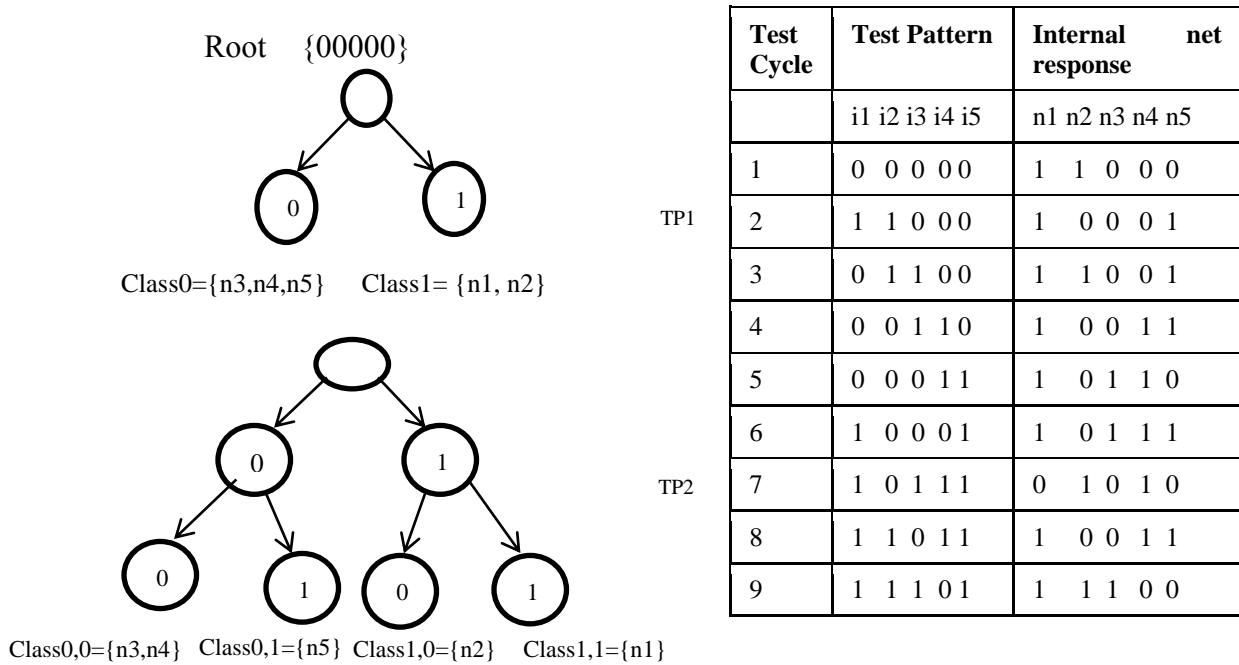 Root {00000}
0 1
Class0={n3,n4,n5} Class1= {n1, n2}
TP1
0 1
TP2
0 1 0 1
Class0,0={n3,n4} Class0,1={n5} Class1,0={n2} Class1,1={n1}
Test Cycle Test Pattern Internal net response
i1 i2 i3 i4 i5 n1 n2 n3 n4 n5
1 0 0 0 0 0 1 1 0 0 0
2 1 1 0 0 0 1 0 0 0 1
3 0 1 1 0 0 1 1 0 0 1
4 0 0 1 1 0 1 0 0 1 1
5 0 0 0 1 1 1 0 1 1 0
6 1 0 0 0 1 1 0 1 1 1
7 1 0 1 1 1 0 1 0 1 0
8 1 1 0 1 1 1 0 0 1 1
9 1 1 1 0 1 1 1 1 0 0